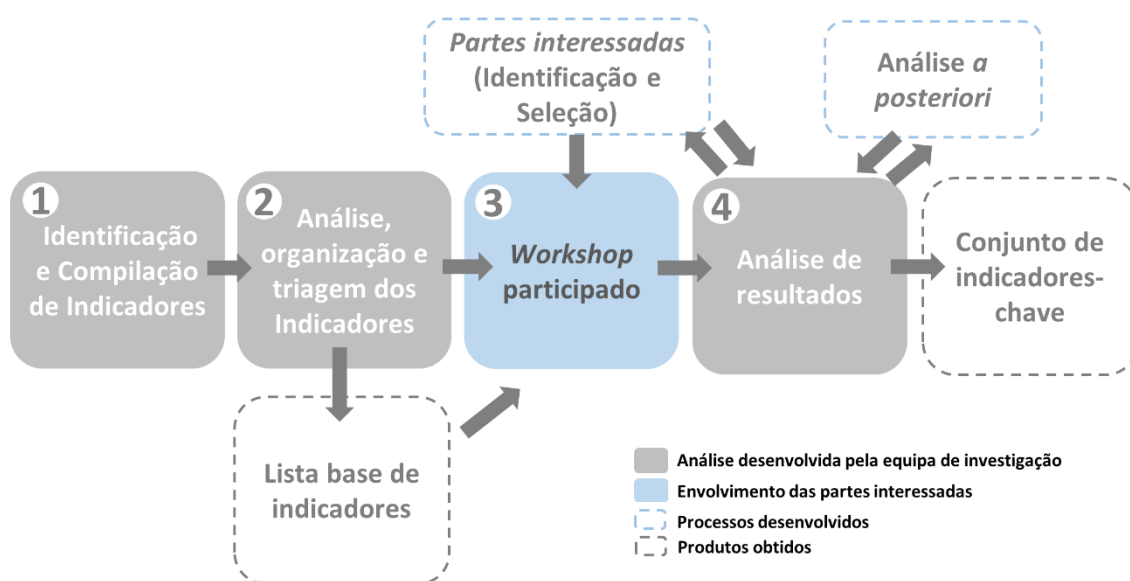 Partes interessadas
(Identificação e
Seleção)
Análise a
posteriori
1
Identificação
e Compilação
de Indicadores
2
Análise,
organização e
triagem dos
Indicadores
3
Workshop
participado
4
Análise de
resultados
Conjunto de
indicadores-
chave
Lista base de
indicadores
Análise desenvolvida pela equipa de investigação
Envolvimento das partes interessadas
Processos desenvolvidos
Produtos obtidos